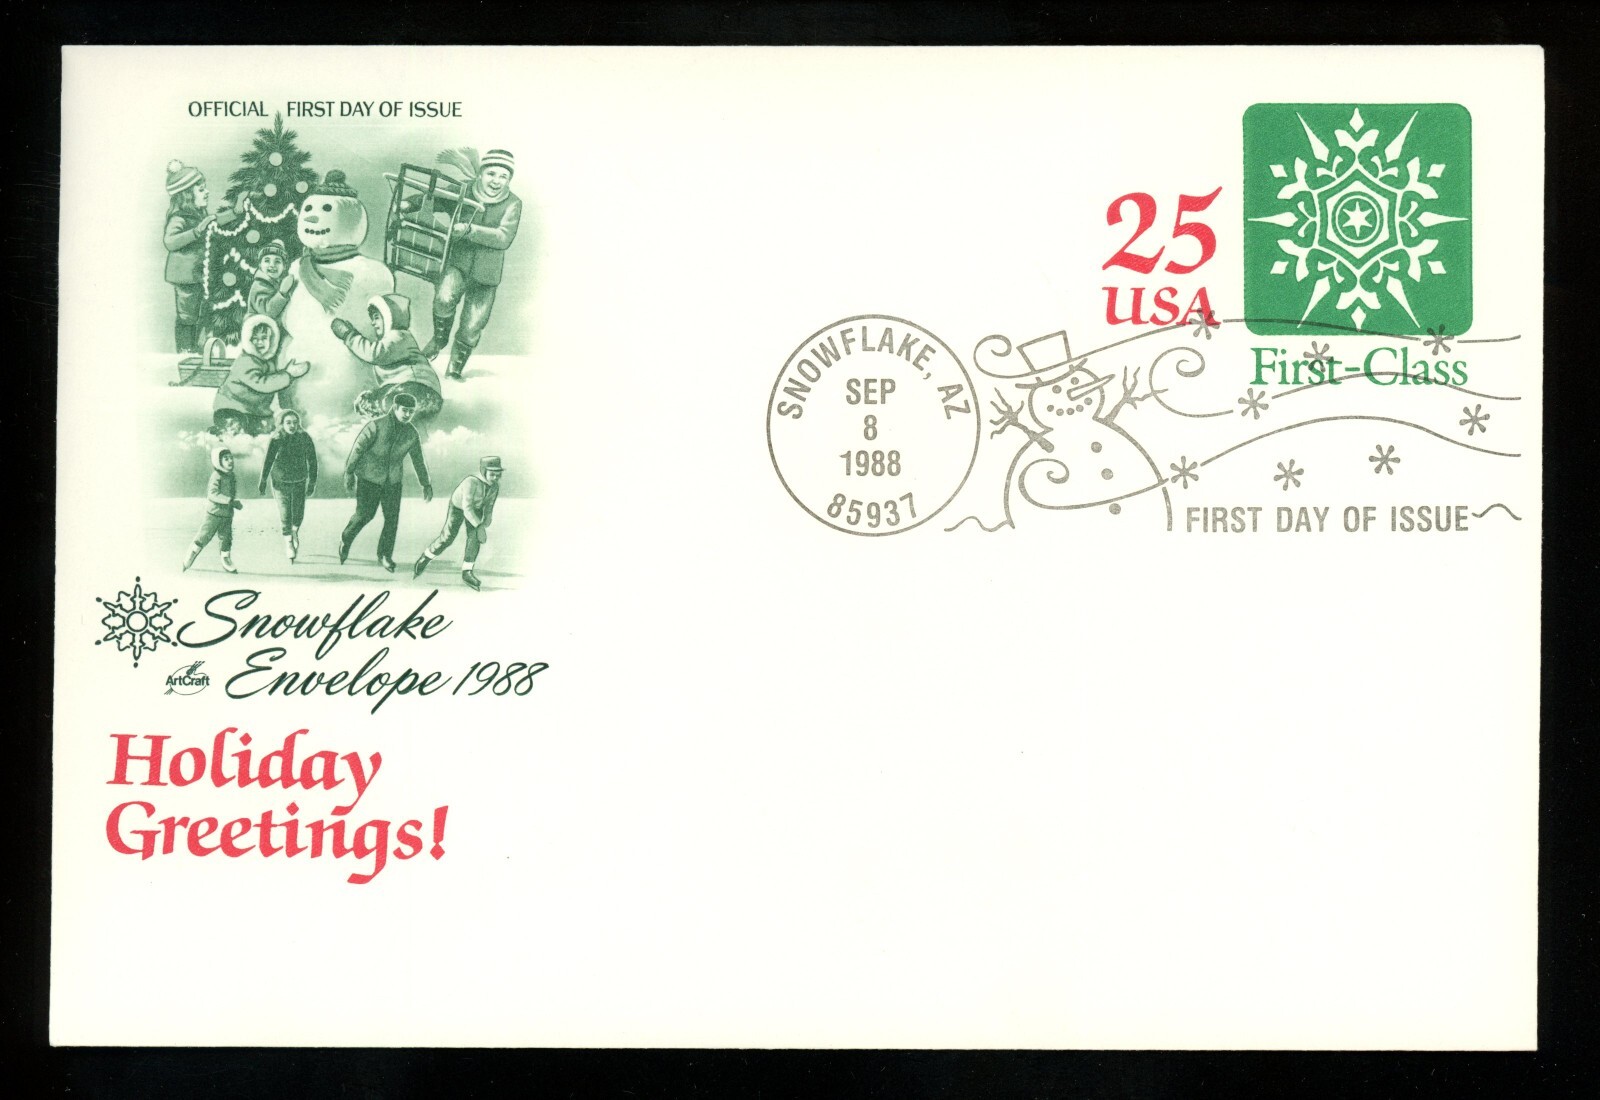 OFFICIAL FIRST DAY OF ISSUE
25
USA
First-Class
SNOWFLAKE, AZ
SEP
8
1988
85937
FIRST DAY OF ISSUE
Snowflake
ArtCraft
Envelope 1988
Holiday
Greetings!